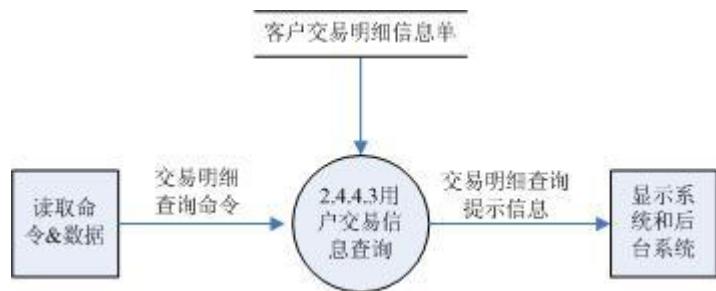 客户交易明细信息单
读取命
令&数据
交易明细
查询命令
2.4.4.3用
户交易信
息查询
交易明细查询
提示信息
显示系
统和后
台系统